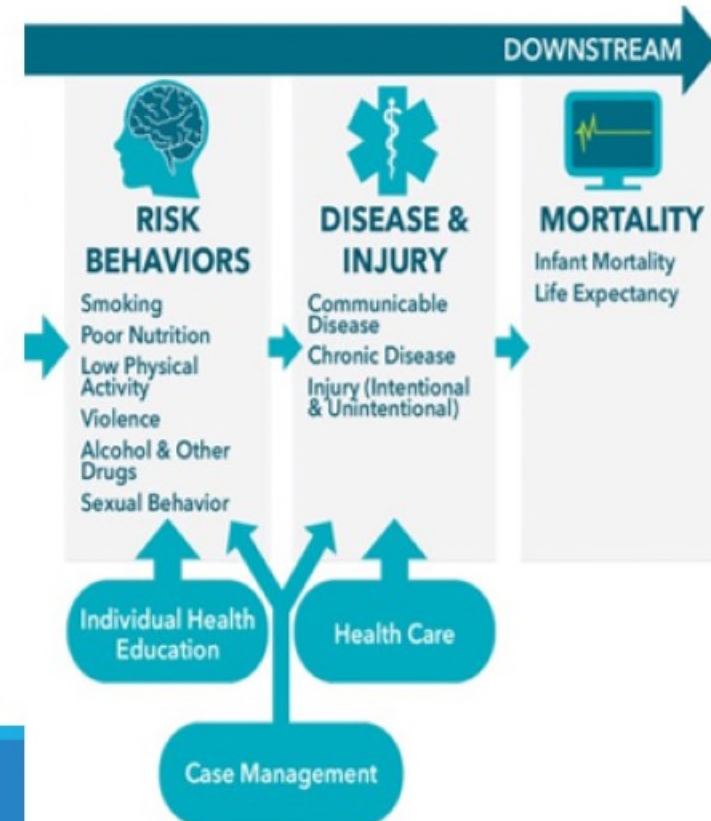 DOWNSTREAM
RISK
BEHAVIORS
Smoking
Poor Nutrition
Low Physical
Activity
Violence
Alcohol & Other
Drugs
Sexual Behavior
DISEASE &
INJURY
Communicable
Disease
Chronic Disease
Injury (Intentional
& Unintentional)
MORTALITY
Infant Mortality
Life Expectancy
Individual Health
Education
Health Care
Case Management